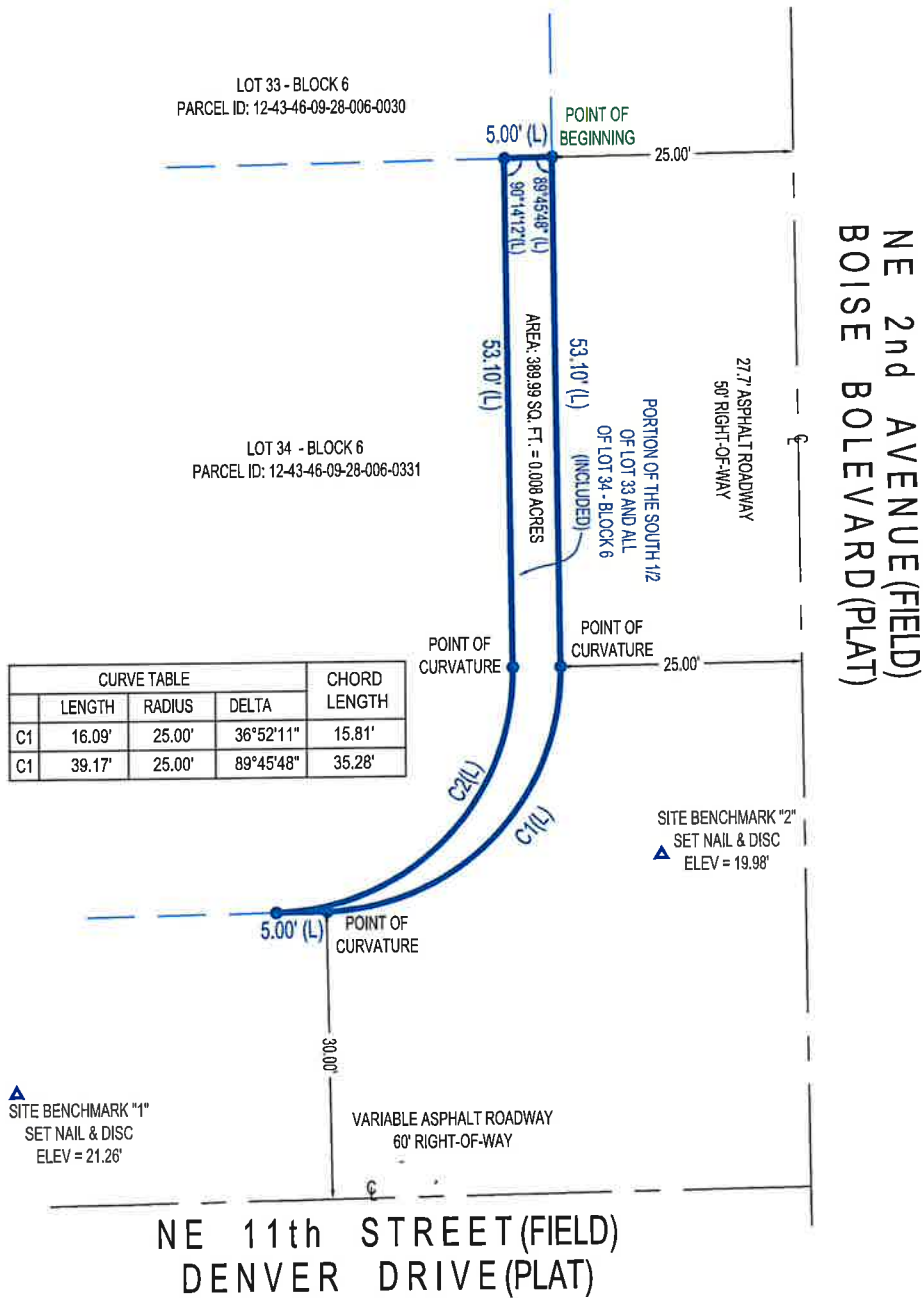 LOT 33 - BLOCK 6
PARCEL ID: 12-43-46-09-28-006-0030
5.00' (L)
POINT OF
BEGINNING
25.00'
90°14'12"(L)
89°45'48" (L)
NE 2nd AVENUE(FIELD)
BOISE BOLEVARD(PLAT)
53.10' (L)
AREA: 389.99 SQ. FT. = 0.008 ACRES
53.10' (L)
PORTION OF THE SOUTH 1/2
OF LOT 33 AND ALL
OF LOT 34 - BLOCK 6
(INCLUDED)
27.7' ASPHALT ROADWAY
50' RIGHT-OF-WAY
℄
LOT 34 - BLOCK 6
PARCEL ID: 12-43-46-09-28-006-0331
POINT OF
CURVATURE
POINT OF
CURVATURE
25.00'
CURVE TABLE CHORD
LENGTH
LENGTH RADIUS DELTA
C1 16.09' 25.00' 36°52'11" 15.81'
C1 39.17' 25.00' 89°45'48" 35.28'
C2(L)
C1(L)
SITE BENCHMARK "2"
SET NAIL & DISC
ELEV = 19.98'
5.00' (L)
POINT OF
CURVATURE
30.00'
SITE BENCHMARK "1"
SET NAIL & DISC
ELEV = 21.26'
VARIABLE ASPHALT ROADWAY
60' RIGHT-OF-WAY
℄
NE 11th STREET(FIELD)
DENVER DRIVE(PLAT)